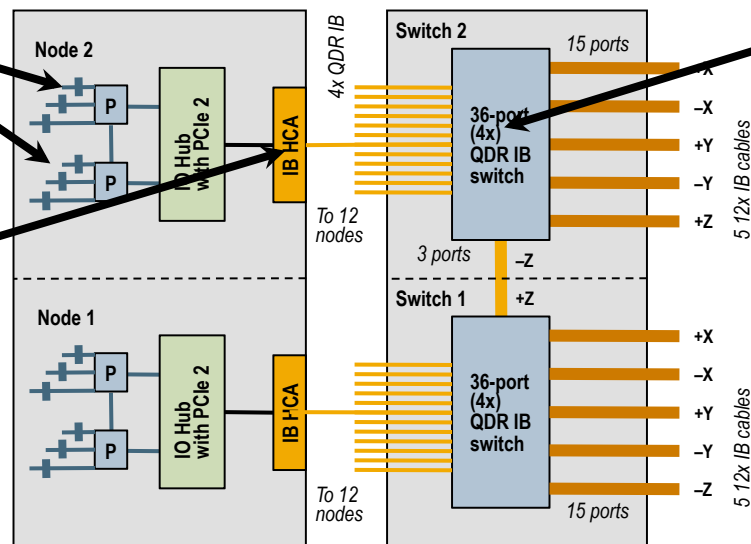 Node 2
P
P
IO Hub
with PCIe 2
IB HCA
4x QDR IB
To 12
nodes
Switch 2
36-port
(4x)
QDR IB
switch
15 ports
+X
–X
+Y
–Y
+Z
5 12x IB cables
3 ports
–Z
+Z
Node 1
P
P
IO Hub
with PCIe 2
IB HCA
To 12
nodes
Switch 1
36-port
(4x)
QDR IB
switch
+X
–X
+Y
–Y
–Z
15 ports
5 12x IB cables